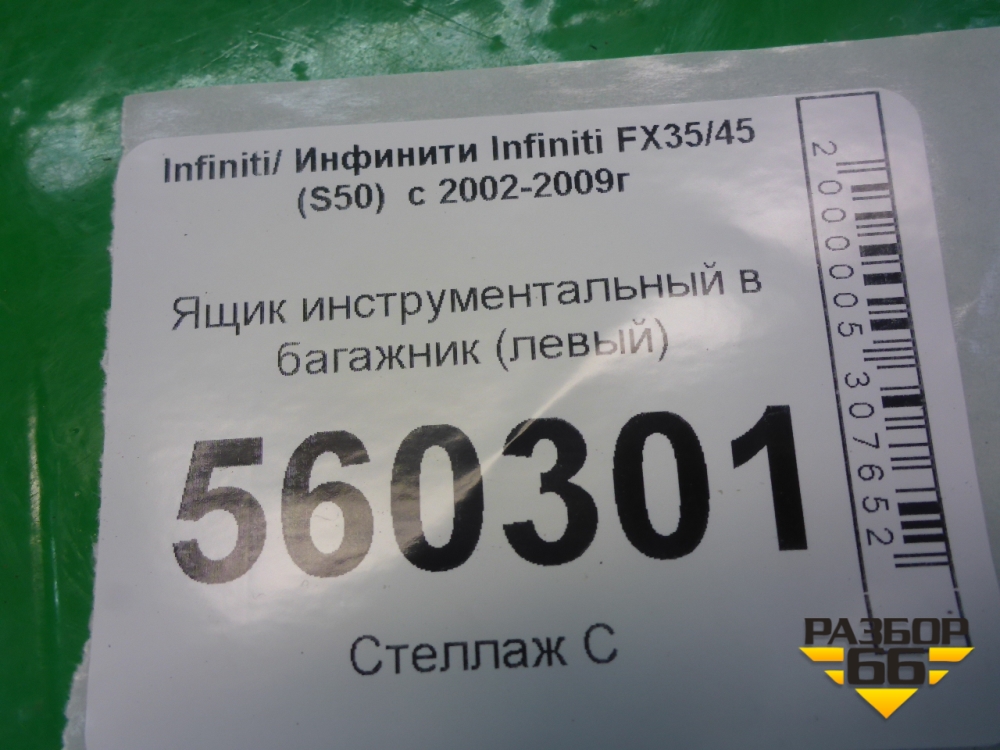 Infiniti/ Инфинити Infiniti FX35/45
(S50) с 2002-2009г
Ящик инструментальный в
багажник (левый)
560301
Стеллаж С
2000005307652
РАЗБОР
66